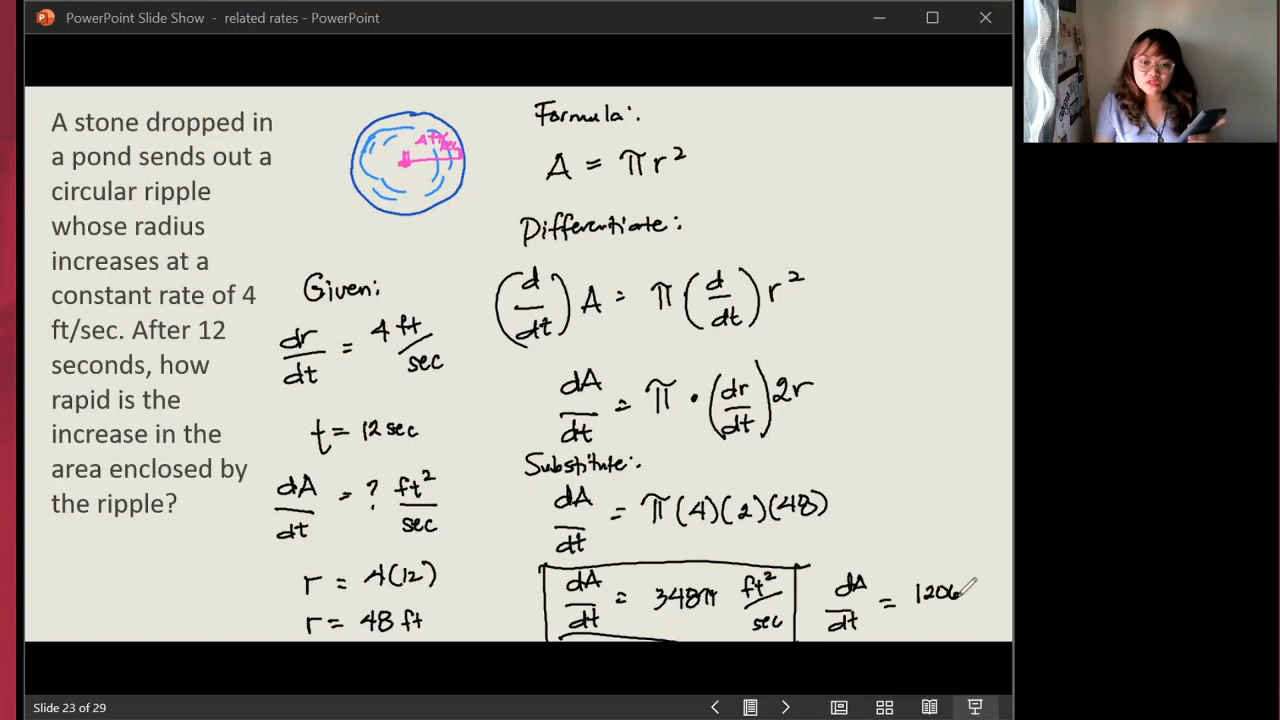 PowerPoint Slide Show - related rates - PowerPoint
A stone dropped in
a pond sends out a
circular ripple
whose radius
increases at a
constant rate of 4
ft/sec. After 12
seconds, how
rapid is the
increase in the
area enclosed by
the ripple?
4 ft/sec
Given:
dr/dt = 4 ft/sec
t = 12 sec
dA/dt = ? ft²/sec
r = 4(12)
r = 48 ft
Formula:
A = πr²
Differentiate:
(d/dt) A = π (d/dt) r²
dA/dt = π · (dr/dt) 2r
Substitute:
dA/dt = π(4)(2)(48)
dA/dt = 348π ft²/sec
dA/dt = 1206
Slide 23 of 29